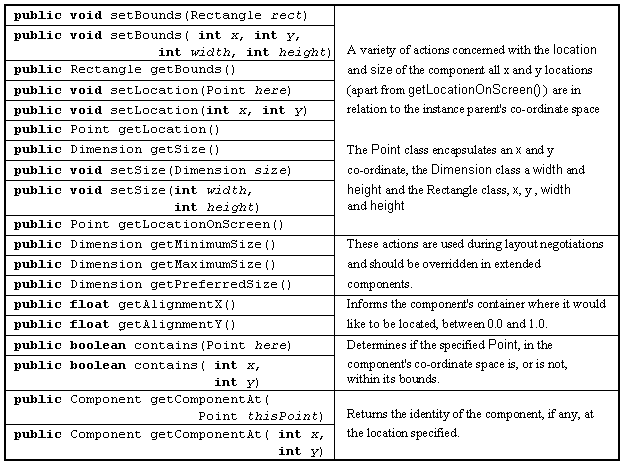 public void setBounds(Rectangle rect)
public void setBounds( int x, int y,
int width, int height)
public Rectangle getBounds()
public void setLocation(Point here)
public void setLocation(int x, int y)
public Point getLocation()
public Dimension getSize()
public void setSize(Dimension size)
public void setSize(int width,
int height)
public Point getLocationOnScreen()
A variety of actions concerned with the location
and size of the component all x and y locations
(apart from getLocationOnScreen() ) are in
relation to the instance parent's co-ordinate space
The Point class encapsulates an x and y
co-ordinate, the Dimension class a width and
height and the Rectangle class, x, y , width
and height
public Dimension getMinimumSize()
public Dimension getMaximumSize()
public Dimension getPreferredSize()
These actions are used during layout negotiations
and should be overridden in extended
components.
public float getAlignmentX()
public float getAlignmentY()
Informs the component's container where it would
like to be located, between 0.0 and 1.0.
public boolean contains(Point here)
public boolean contains( int x,
int y)
Determines if the specified Point, in the
component's co-ordinate space is, or is not,
within its bounds.
public Component getComponentAt(
Point thisPoint)
public Component getComponentAt( int x,
int y)
Returns the identity of the component, if any, at
the location specified.